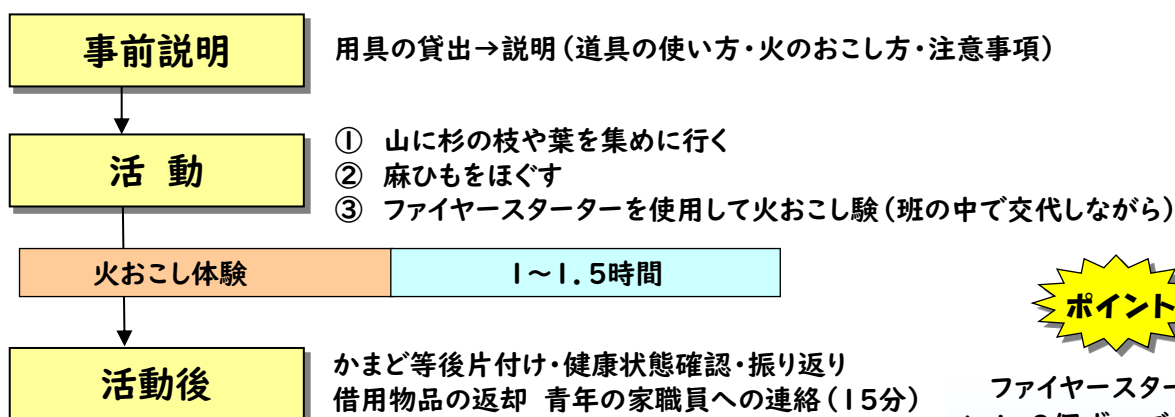 事前説明
用具の貸出→説明(道具の使い方・火のおこし方・注意事項)
活 動
① 山に杉の枝や葉を集めに行く
② 麻ひもをほぐす
③ ファイヤースターターを使用して火おこし験(班の中で交代しながら)
火おこし体験
1~1.5時間
ポイント
活動後
かまど等後片付け・健康状態確認・振り返り
借用物品の返却 青年の家職員への連絡(15分)
ファイヤースター